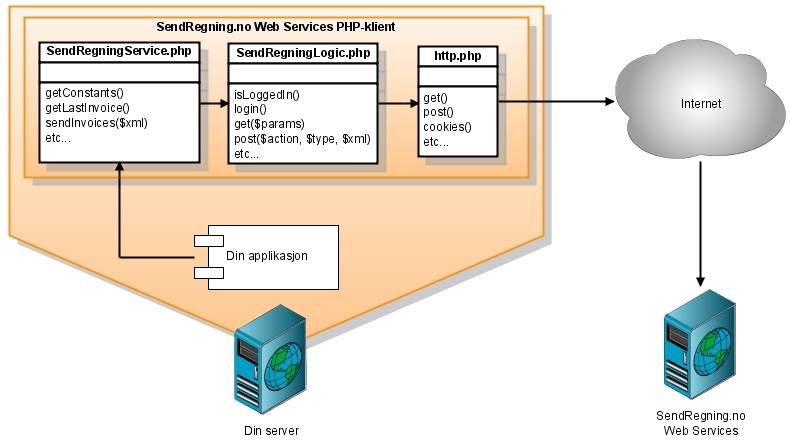 SendRegning.no Web Services PHP-klient
SendRegningService.php
getConstants()
getLastInvoice()
sendInvoices($xml)
etc...
SendRegningLogic.php
isLoggedIn()
login()
get($params)
post($action, $type, $xml)
etc...
http.php
get()
post()
cookies()
etc...
Internet
Din applikasjon
Din server
SendRegning.no
Web Services